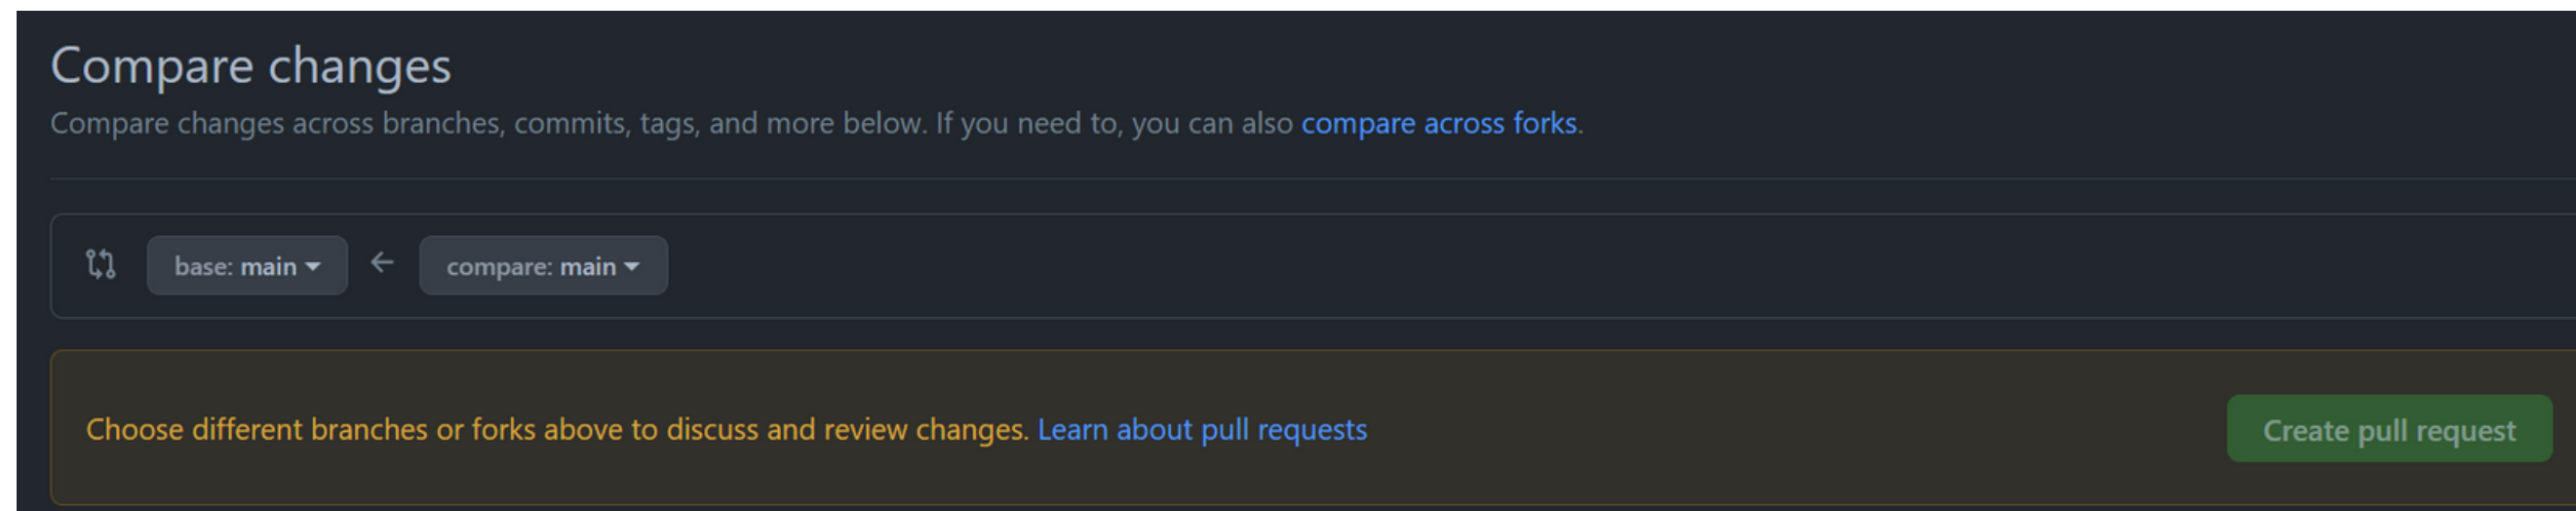 Compare changes
Compare changes across branches, commits, tags, and more below. If you need to, you can also compare across forks.
base: main compare: main
Choose different branches or forks above to discuss and review changes. Learn about pull requests Create pull request